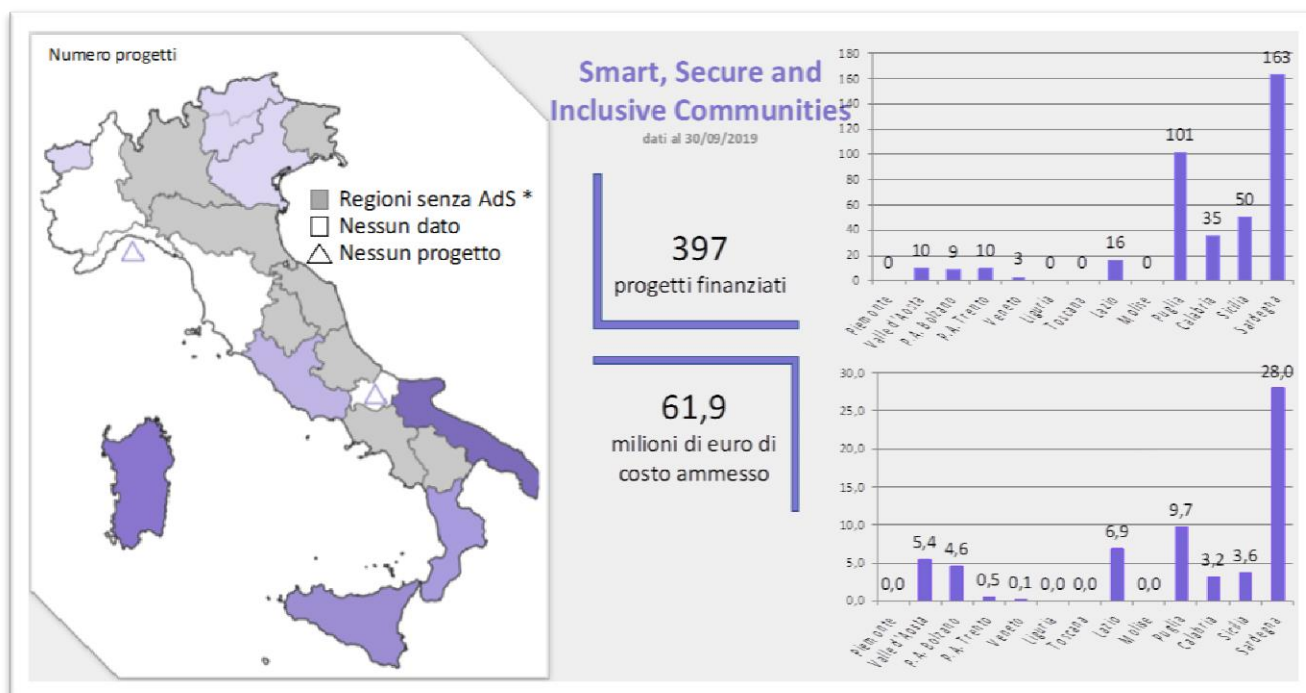 Numero progetti
Regioni senza AdS *
Nessun dato
Nessun progetto
Smart, Secure and
Inclusive Communities
dati al 30/09/2019
397
progetti finanziati
61,9
milioni di euro di
costo ammesso
180
160
140
120
100
80
60
40
20
0
0
10
9
10
3
0
0
16
0
101
35
50
163
Piemonte
Valle d'Aosta
P.A. Bolzano
P.A. Trento
Veneto
Liguria
Toscana
Lazio
Molise
Puglia
Calabria
Sicilia
Sardegna
30,0
25,0
20,0
15,0
10,0
5,0
0,0
0,0
5,4
4,6
0,5
0,1
0,0
0,0
6,9
0,0
9,7
3,2
3,6
28,0
Piemonte
Valle d'Aosta
P.A. Bolzano
P.A. Trento
Veneto
Liguria
Toscana
Lazio
Molise
Puglia
Calabria
Sicilia
Sardegna